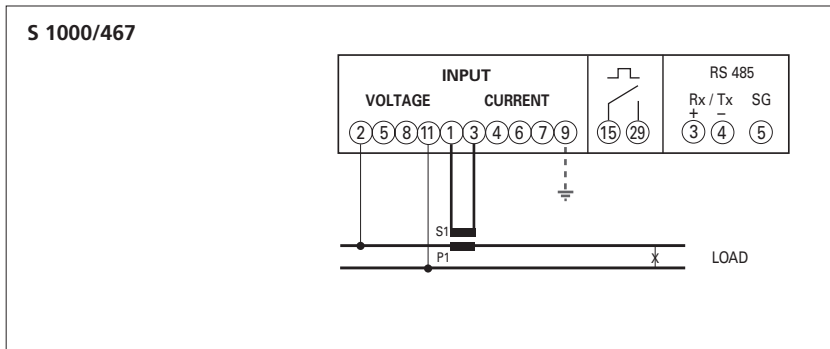 S 1000/467
INPUT
RS 485
VOLTAGE CURRENT
Rx / Tx SG
+ –
2 5 8 11 1 3 4 6 7 9 15 29 3 4 5
S1
P1
X LOAD